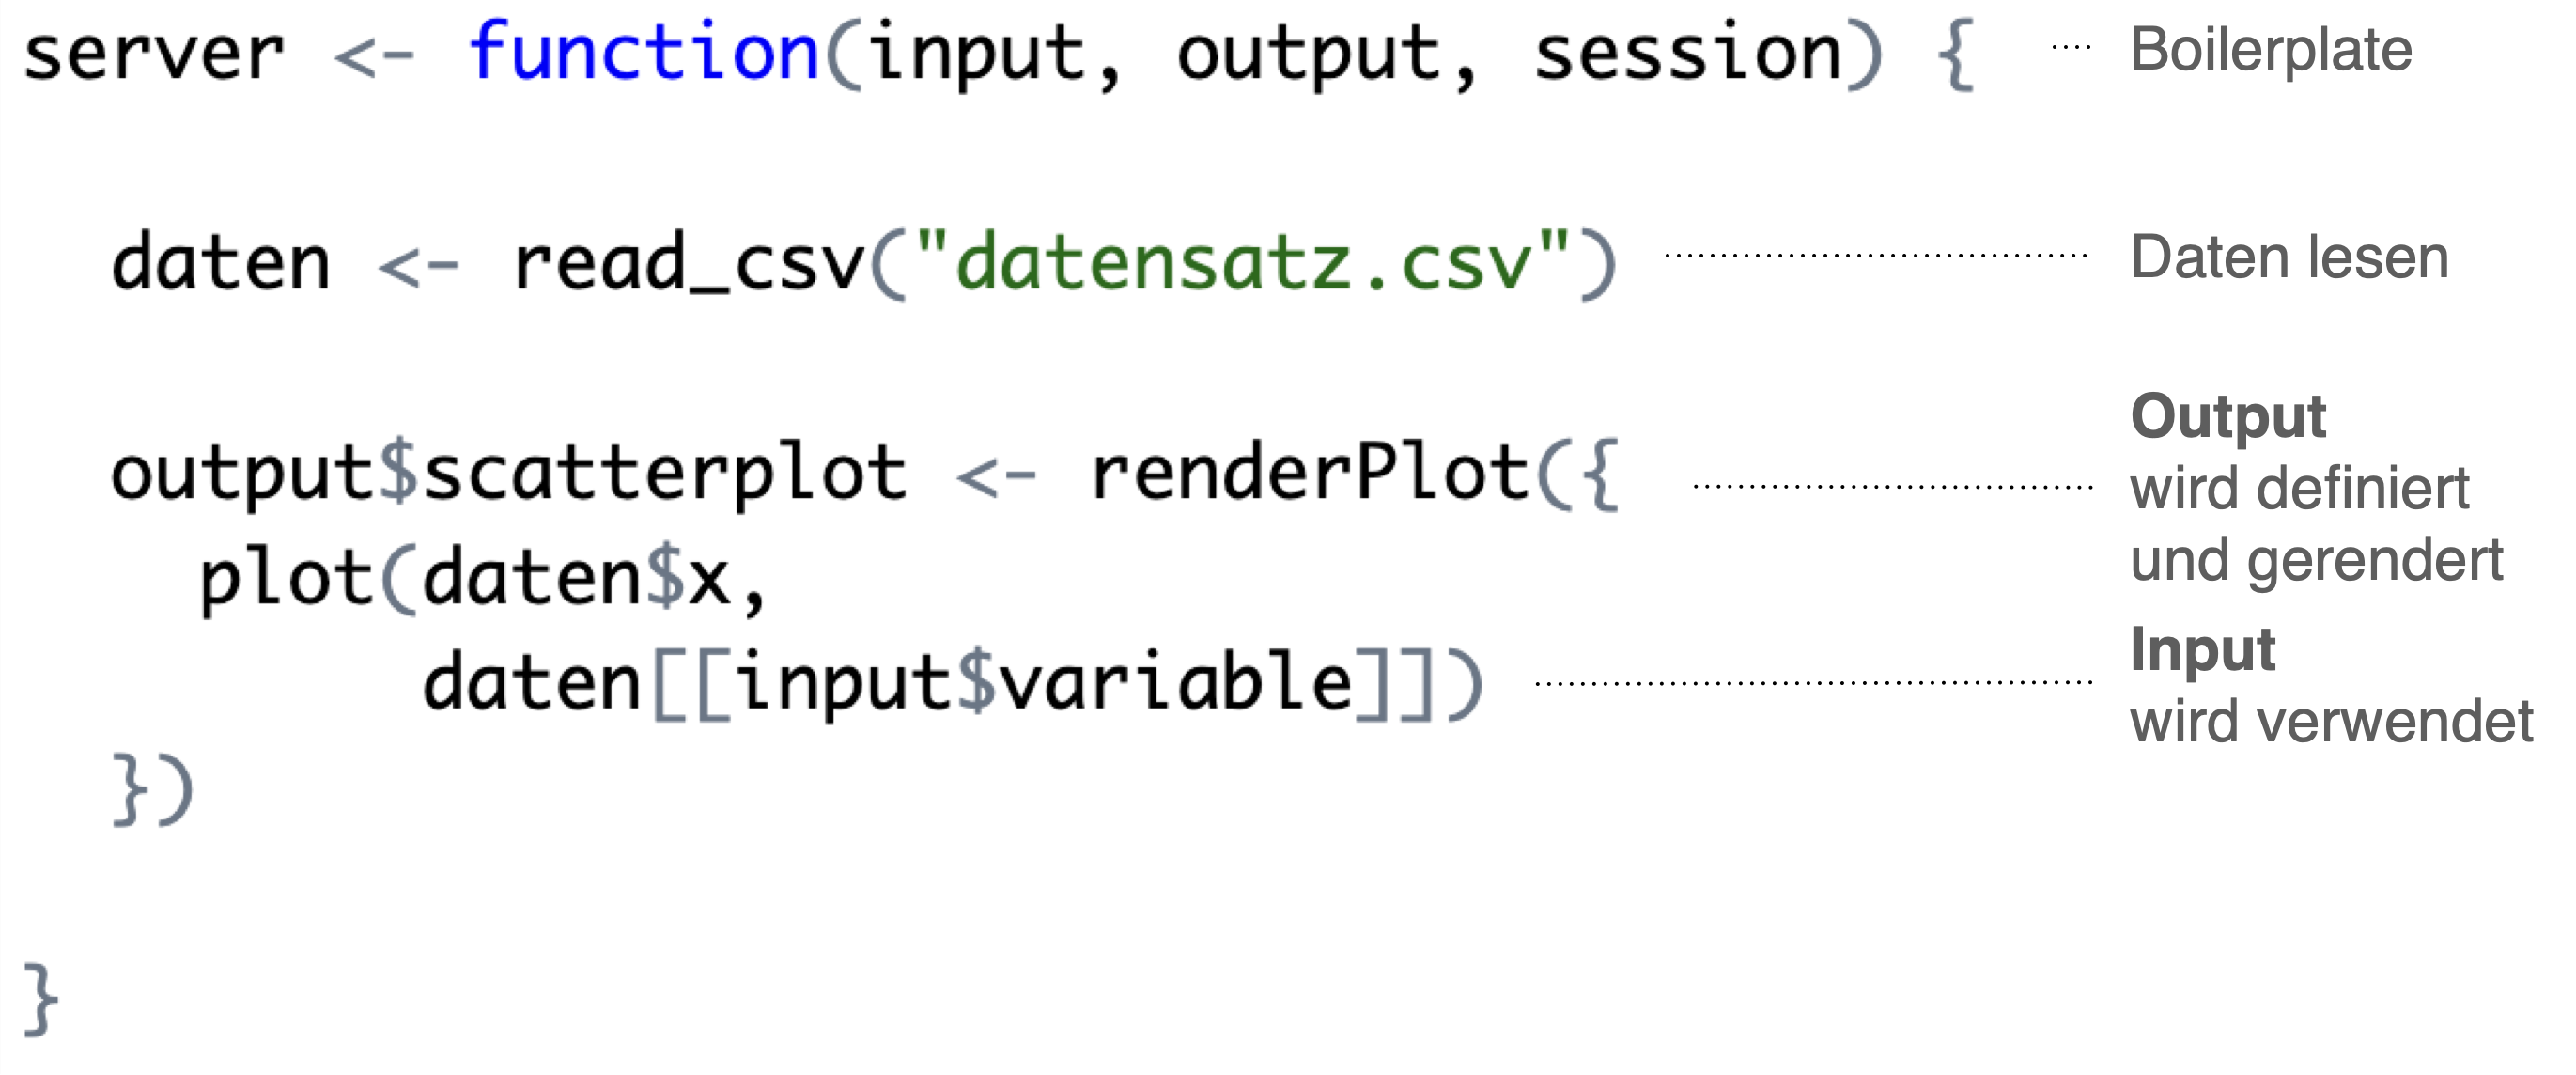 server <- function(input, output, session) { Boilerplate
daten <- read_csv("datensatz.csv") Daten lesen
Output
output$scatterplot <- renderPlot({ wird definiert
plot(daten$x, und gerendert
Input
daten[[input$variable]]) wird verwendet
})
}